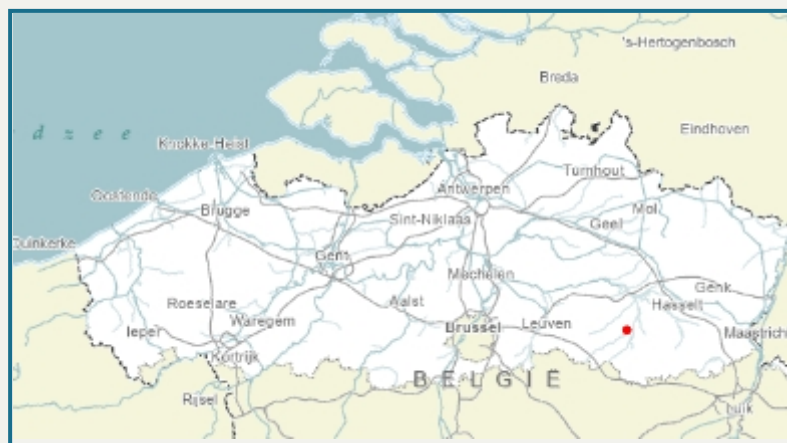 's-Hertogenbosch
Breda
d z e e
Eindhoven
Knokke-Heist
Turnhout
Oostende
Antwerpen
Mol
Brugge
Sint-Niklaas
Geel
Duinkerke
Gent
Mechelen
Genk
Roeselare
Aalst
Hasselt
Ieper
Waregem
Brussel
Leuven
Maastrich
Kortrijk
BELGIË
Rijsel
Luik